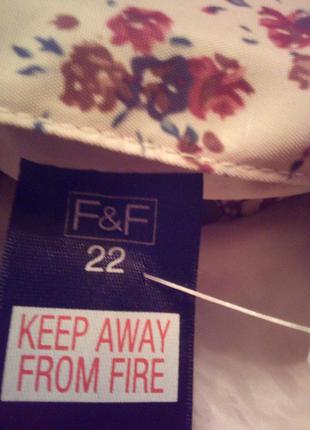 F&F
22
KEEP AWAY
FROM FIRE